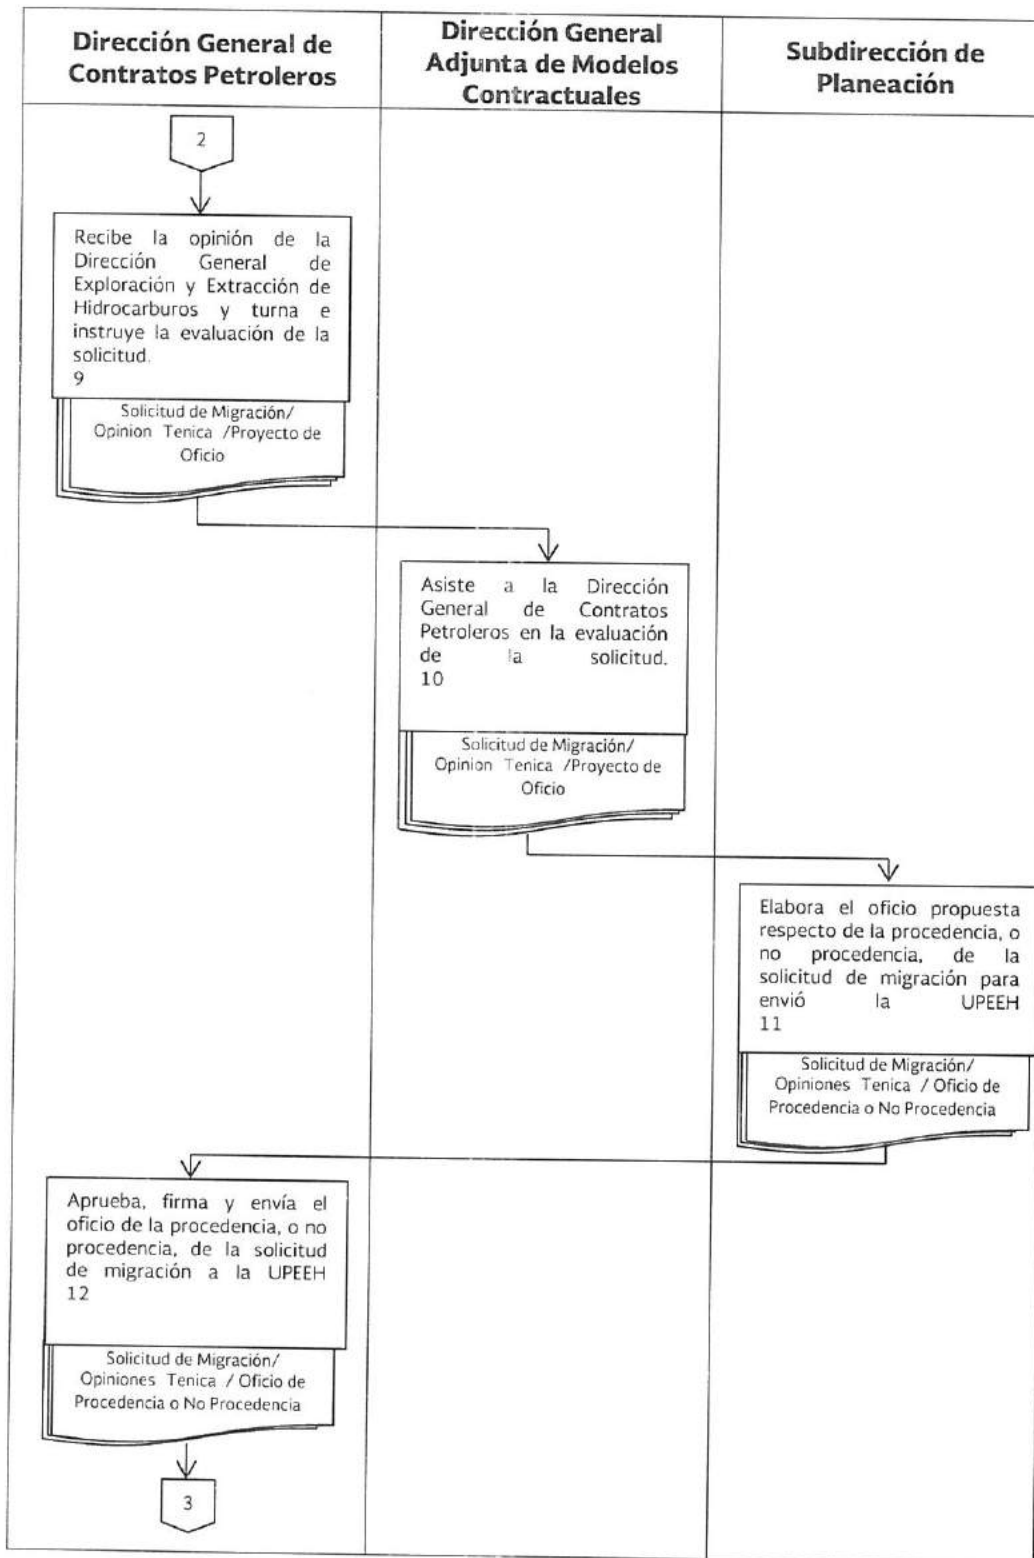 Dirección General de
Contratos Petroleros
Dirección General
Adjunta de Modelos
Contractuales
Subdirección de
Planeación
2
Recibe la opinión de la
Dirección General de
Exploración y Extracción de
Hidrocarburos y turna e
instruye la evaluación de la
solicitud.
9
Solicitud de Migración/
Opinion Tenica /Proyecto de
Oficio
Asiste a la Dirección
General de Contratos
Petroleros en la evaluación
de la solicitud.
10
Solicitud de Migración/
Opinion Tenica /Proyecto de
Oficio
Elabora el oficio propuesta
respecto de la procedencia, o
no procedencia, de la
solicitud de migración para
envió la UPEEH
11
Solicitud de Migración/
Opiniones Tenica / Oficio de
Procedencia o No Procedencia
Aprueba, firma y envía el
oficio de la procedencia, o no
procedencia, de la solicitud
de migración a la UPEEH
12
Solicitud de Migración/
Opiniones Tenica / Oficio de
Procedencia o No Procedencia
3